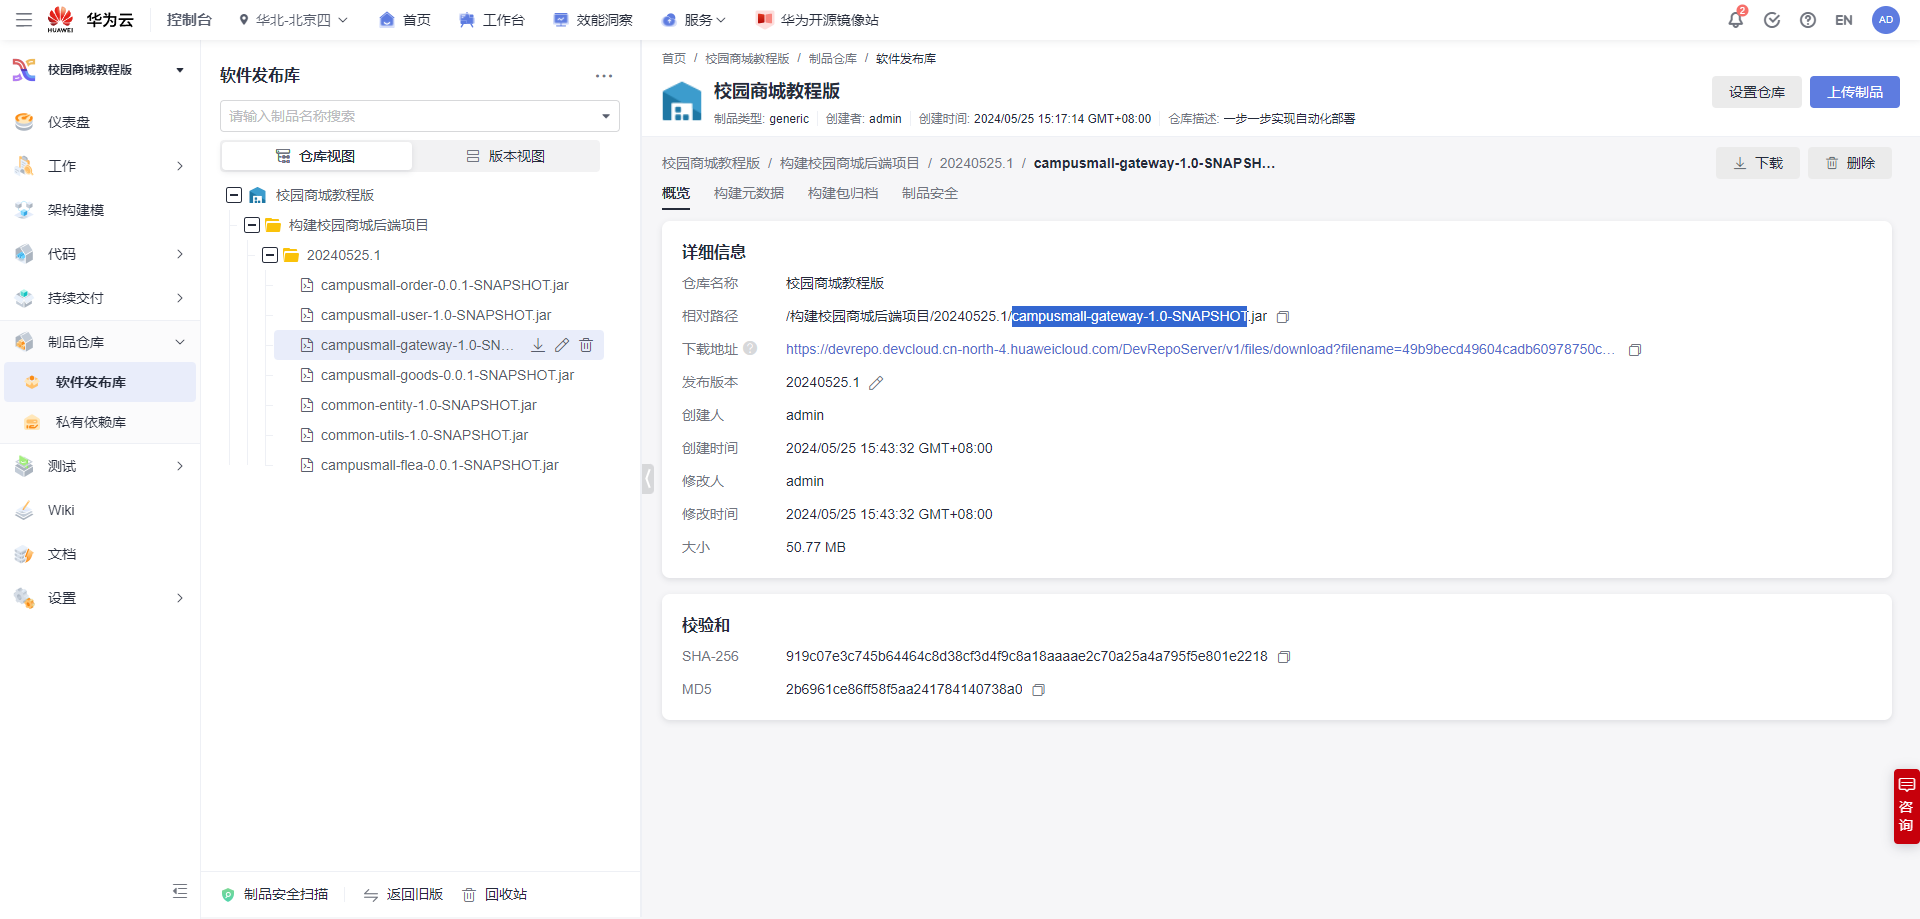 HUAWEI
华为云
控制台
华北-北京四
首页
工作台
效能洞察
服务
华为开源镜像站
2
EN
AD
校园商城教程版
仪表盘
工作
架构建模
代码
持续交付
制品仓库
软件发布库
私有依赖库
测试
Wiki
文档
设置
软件发布库
请输入制品名称搜索
仓库视图
版本视图
校园商城教程版
构建校园商城后端项目
20240525.1
campusmall-order-0.0.1-SNAPSHOT.jar
campusmall-user-1.0-SNAPSHOT.jar
campusmall-gateway-1.0-SN...
campusmall-goods-0.0.1-SNAPSHOT.jar
common-entity-1.0-SNAPSHOT.jar
common-utils-1.0-SNAPSHOT.jar
campusmall-flea-0.0.1-SNAPSHOT.jar
制品安全扫描
返回旧版
回收站
首页 / 校园商城教程版 / 制品仓库 / 软件发布库
校园商城教程版
制品类型: generic 创建者: admin 创建时间: 2024/05/25 15:17:14 GMT+08:00 仓库描述: 一步一步实现自动化部署
设置仓库
上传制品
校园商城教程版 / 构建校园商城后端项目 / 20240525.1 / campusmall-gateway-1.0-SNAPSH...
下载
删除
概览
构建元数据
构建包归档
制品安全
详细信息
仓库名称 校园商城教程版
相对路径 /构建校园商城后端项目/20240525.1/campusmall-gateway-1.0-SNAPSHOT.jar
下载地址 https://devrepo.devcloud.cn-north-4.huaweicloud.com/DevRepoServer/v1/files/download?filename=49b9becd49604cadb60978750c...
发布版本 20240525.1
创建人 admin
创建时间 2024/05/25 15:43:32 GMT+08:00
修改人 admin
修改时间 2024/05/25 15:43:32 GMT+08:00
大小 50.77 MB
校验和
SHA-256 919c07e3c745b64464c8d38cf3d4f9c8a18aaaae2c70a25a4a795f5e801e2218
MD5 2b6961ce86ff58f5aa241784140738a0
咨询